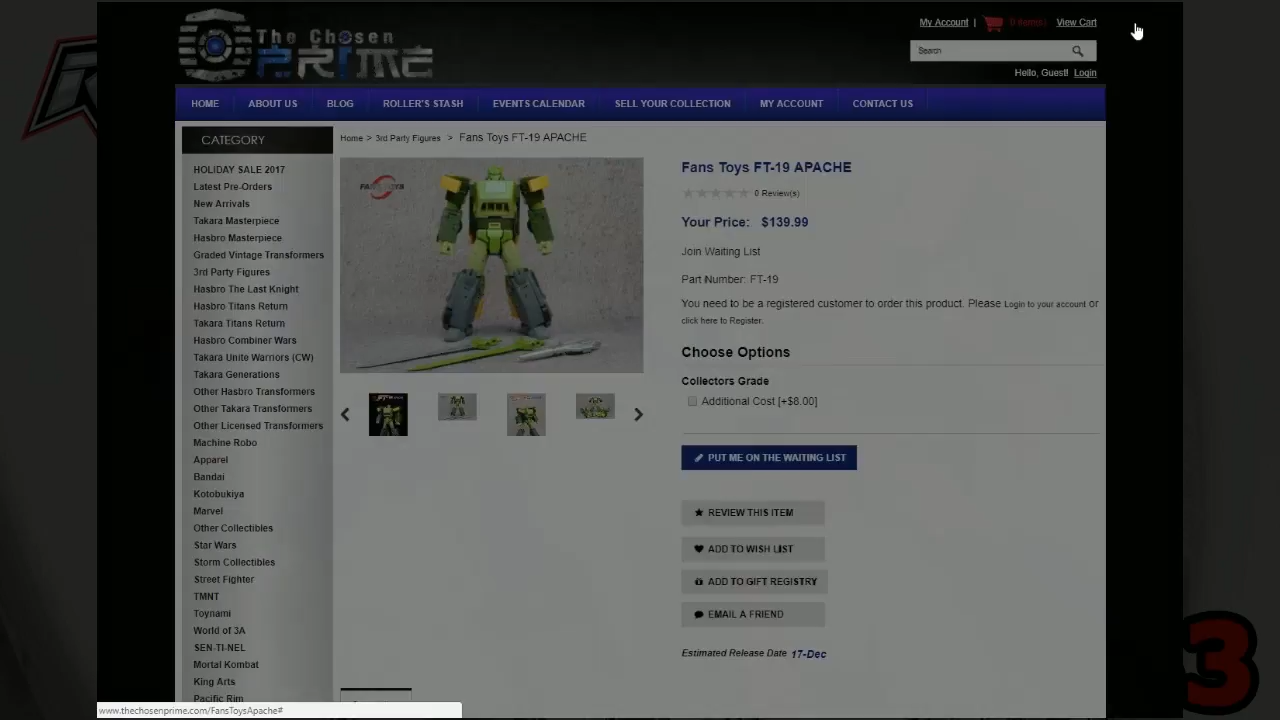 The Chosen
PRIME
My Account | 0 item(s) View Cart
Search
Hello, Guest! Login
HOME ABOUT US BLOG ROLLER'S STASH EVENTS CALENDAR SELL YOUR COLLECTION MY ACCOUNT CONTACT US
CATEGORY
HOLIDAY SALE 2017
Latest Pre-Orders
New Arrivals
Takara Masterpiece
Hasbro Masterpiece
Graded Vintage Transformers
3rd Party Figures
Hasbro The Last Knight
Hasbro Titans Return
Takara Titans Return
Hasbro Combiner Wars
Takara Unite Warriors (CW)
Takara Generations
Other Hasbro Transformers
Other Takara Transformers
Other Licensed Transformers
Machine Robo
Apparel
Bandai
Kotobukiya
Marvel
Other Collectibles
Star Wars
Storm Collectibles
Street Fighter
TMNT
Toynami
World of 3A
SEN-TI-NEL
Mortal Kombat
King Arts
Pacific Rim
Home > 3rd Party Figures > Fans Toys FT-19 APACHE
FANS TOYS
Fans Toys FT-19 APACHE
0 Review(s)
Your Price: $139.99
Join Waiting List
Part Number: FT-19
You need to be a registered customer to order this product. Please Login to your account or
click here to Register.
Choose Options
Collectors Grade
Additional Cost [+$8.00]
PUT ME ON THE WAITING LIST
REVIEW THIS ITEM
ADD TO WISH LIST
ADD TO GIFT REGISTRY
EMAIL A FRIEND
Estimated Release Date 17-Dec
www.thechosenprime.com/FansToysApache#
3